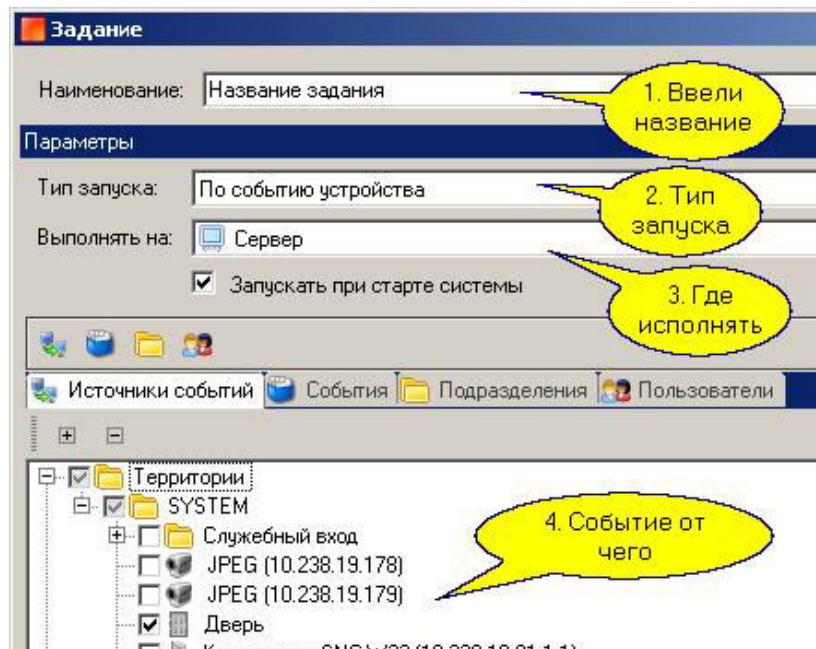 Задание
Наименование: Название задания
1. Ввели
название
Параметры
Тип запуска: По событию устройства
2. Тип
запуска
Выполнять на: Сервер
Запускать при старте системы
3. Где
исполнять
Источники событий События Подразделения Пользователи
Территории
SYSTEM
4. Событие от
чего
Служебный вход
JPEG (10.238.19.178)
JPEG (10.238.19.179)
Дверь